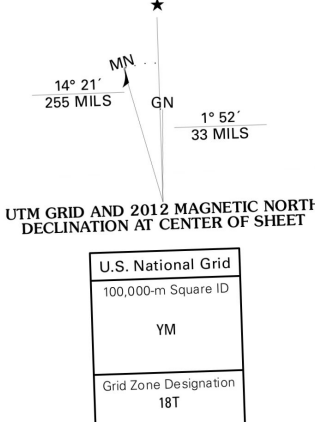 MN
14° 21´
255 MILS
GN
1° 52´
33 MILS
UTM GRID AND 2012 MAGNETIC NORTH
DECLINATION AT CENTER OF SHEET
U.S. National Grid
100,000-m Square ID
YM
Grid Zone Designation
18T